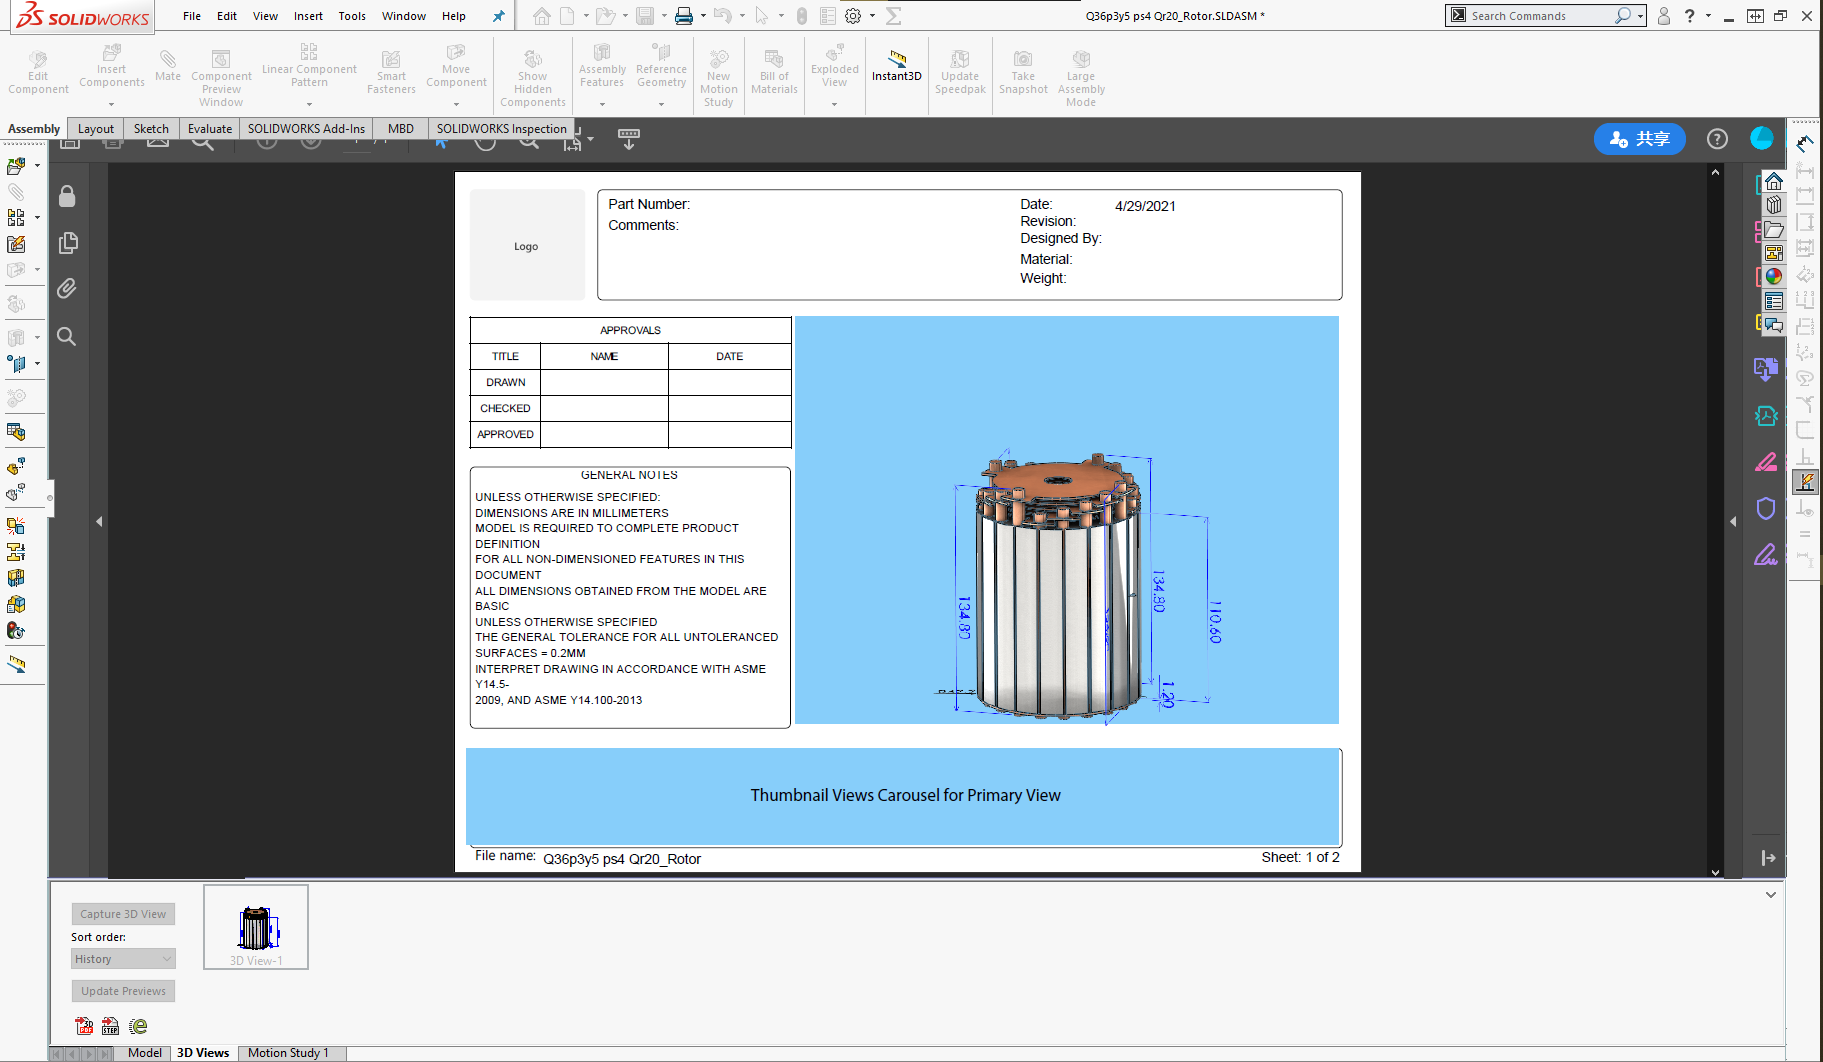 SOLIDWORKS
File Edit View Insert Tools Window Help
Q36p3y5 ps4 Qr20_Rotor.SLDASM *
Search Commands
Edit Component
Insert Components
Mate
Component Preview Window
Linear Component Pattern
Smart Fasteners
Move Component
Show Hidden Components
Assembly Features
Reference Geometry
New Motion Study
Bill of Materials
Exploded View
Instant3D
Update Speedpak
Take Snapshot
Large Assembly Mode
Assembly Layout Sketch Evaluate SOLIDWORKS Add-Ins MBD SOLIDWORKS Inspection
共享
Logo
Part Number:
Comments:
Date: 4/29/2021
Revision:
Designed By:
Material:
Weight:
APPROVALS
TITLE NAME DATE
DRAWN
CHECKED
APPROVED
GENERAL NOTES
UNLESS OTHERWISE SPECIFIED:
DIMENSIONS ARE IN MILLIMETERS
MODEL IS REQUIRED TO COMPLETE PRODUCT
DEFINITION
FOR ALL NON-DIMENSIONED FEATURES IN THIS
DOCUMENT
ALL DIMENSIONS OBTAINED FROM THE MODEL ARE
BASIC
UNLESS OTHERWISE SPECIFIED
THE GENERAL TOLERANCE FOR ALL UNTOLERANCED
SURFACES = 0.2MM
INTERPRET DRAWING IN ACCORDANCE WITH ASME
Y14.5-
2009, AND ASME Y14.100-2013
134.80
134.80
110.60
1.20
Thumbnail Views Carousel for Primary View
File name: Q36p3y5 ps4 Qr20_Rotor
Sheet: 1 of 2
Capture 3D View
Sort order:
History
Update Previews
3D View-1
Model 3D Views Motion Study 1